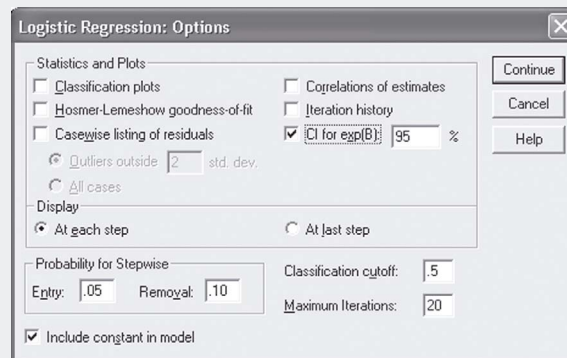 Logistic Regression: Options
Statistics and Plots
Classification plots
Correlations of estimates
Hosmer-Lemeshow goodness-of-fit
Iteration history
Casewise listing of residuals
CI for exp(B): 95 %
Outliers outside 2 std. dev.
All cases
Display
At each step
At last step
Probability for Stepwise
Entry: .05 Removal: .10
Classification cutoff: .5
Maximum Iterations: 20
Include constant in model
Continue
Cancel
Help